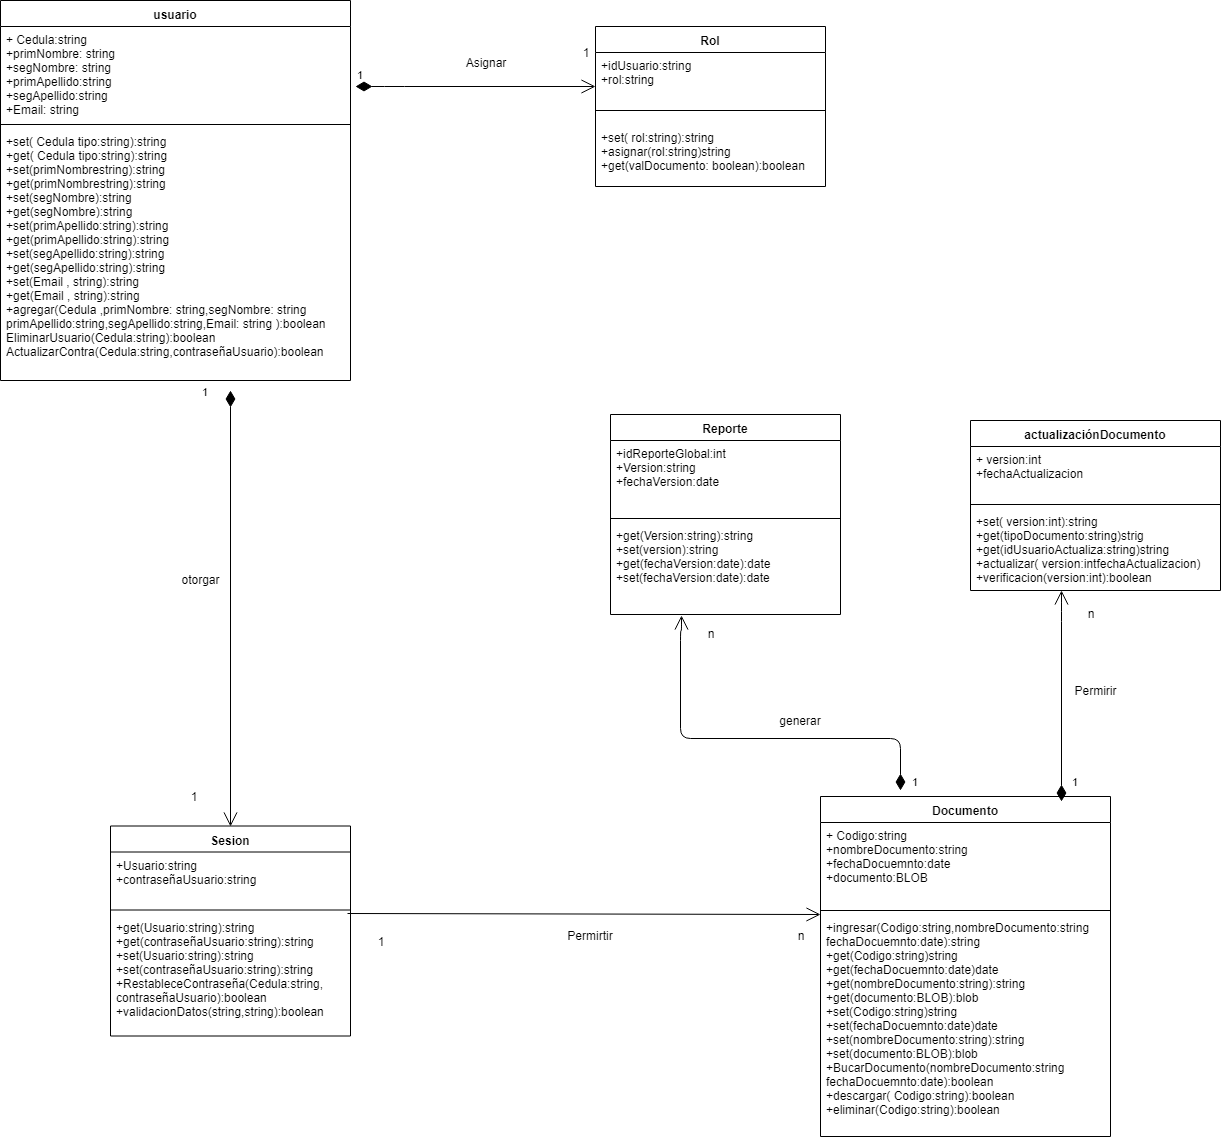 usuario
+ Cedula:string
+primNombre: string
+segNombre: string
+primApellido:string
+segApellido:string
+Email: string
+set( Cedula tipo:string):string
+get( Cedula tipo:string):string
+set(primNombrestring):string
+get(primNombrestring):string
+set(segNombre):string
+get(segNombre):string
+set(primApellido:string):string
+get(primApellido:string):string
+set(segApellido:string):string
+get(segApellido:string):string
+set(Email , string):string
+get(Email , string):string
+agregar(Cedula ,primNombre: string,segNombre: string
primApellido:string,segApellido:string,Email: string ):boolean
EliminarUsuario(Cedula:string):boolean
ActualizarContra(Cedula:string,contraseñaUsuario):boolean
1
Asignar
1
Rol
+idUsuario:string
+rol:string
+set( rol:string):string
+asignar(rol:string)string
+get(valDocumento: boolean):boolean
1
otorgar
1
Reporte
+idReporteGlobal:int
+Version:string
+fechaVersion:date
+get(Version:string):string
+set(version):string
+get(fechaVersion:date):date
+set(fechaVersion:date):date
n
generar
1
actualizaciónDocumento
+ version:int
+fechaActualizacion
+set( version:int):string
+get(tipoDocumento:string)strig
+get(idUsuarioActualiza:string)string
+actualizar( version:intfechaActualizacion)
+verificacion(version:int):boolean
n
Permirir
1
Sesion
+Usuario:string
+contraseñaUsuario:string
+get(Usuario:string):string
+get(contraseñaUsuario:string):string
+set(Usuario:string):string
+set(contraseñaUsuario:string):string
+RestableceContraseña(Cedula:string,
contraseñaUsuario):boolean
+validacionDatos(string,string):boolean
1
Permirtir
n
Documento
+ Codigo:string
+nombreDocumento:string
+fechaDocuemnto:date
+documento:BLOB
+ingresar(Codigo:string,nombreDocumento:string
fechaDocuemnto:date):string
+get(Codigo:string)string
+get(fechaDocuemnto:date)date
+get(nombreDocumento:string):string
+get(documento:BLOB):blob
+set(Codigo:string)string
+set(fechaDocuemnto:date)date
+set(nombreDocumento:string):string
+set(documento:BLOB):blob
+BucarDocumento(nombreDocumento:string
fechaDocuemnto:date):boolean
+descargar( Codigo:string):boolean
+eliminar(Codigo:string):boolean